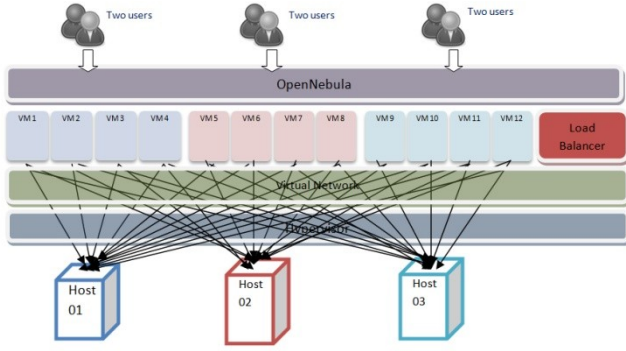 Two users
Two users
Two users
OpenNebula
VM1
VM2
VM3
VM4
VM5
VM6
VM7
VM8
VM9
VM10
VM11
VM12
Load
Balancer
Virtual Network
Hypervisor
Host
01
Host
02
Host
03